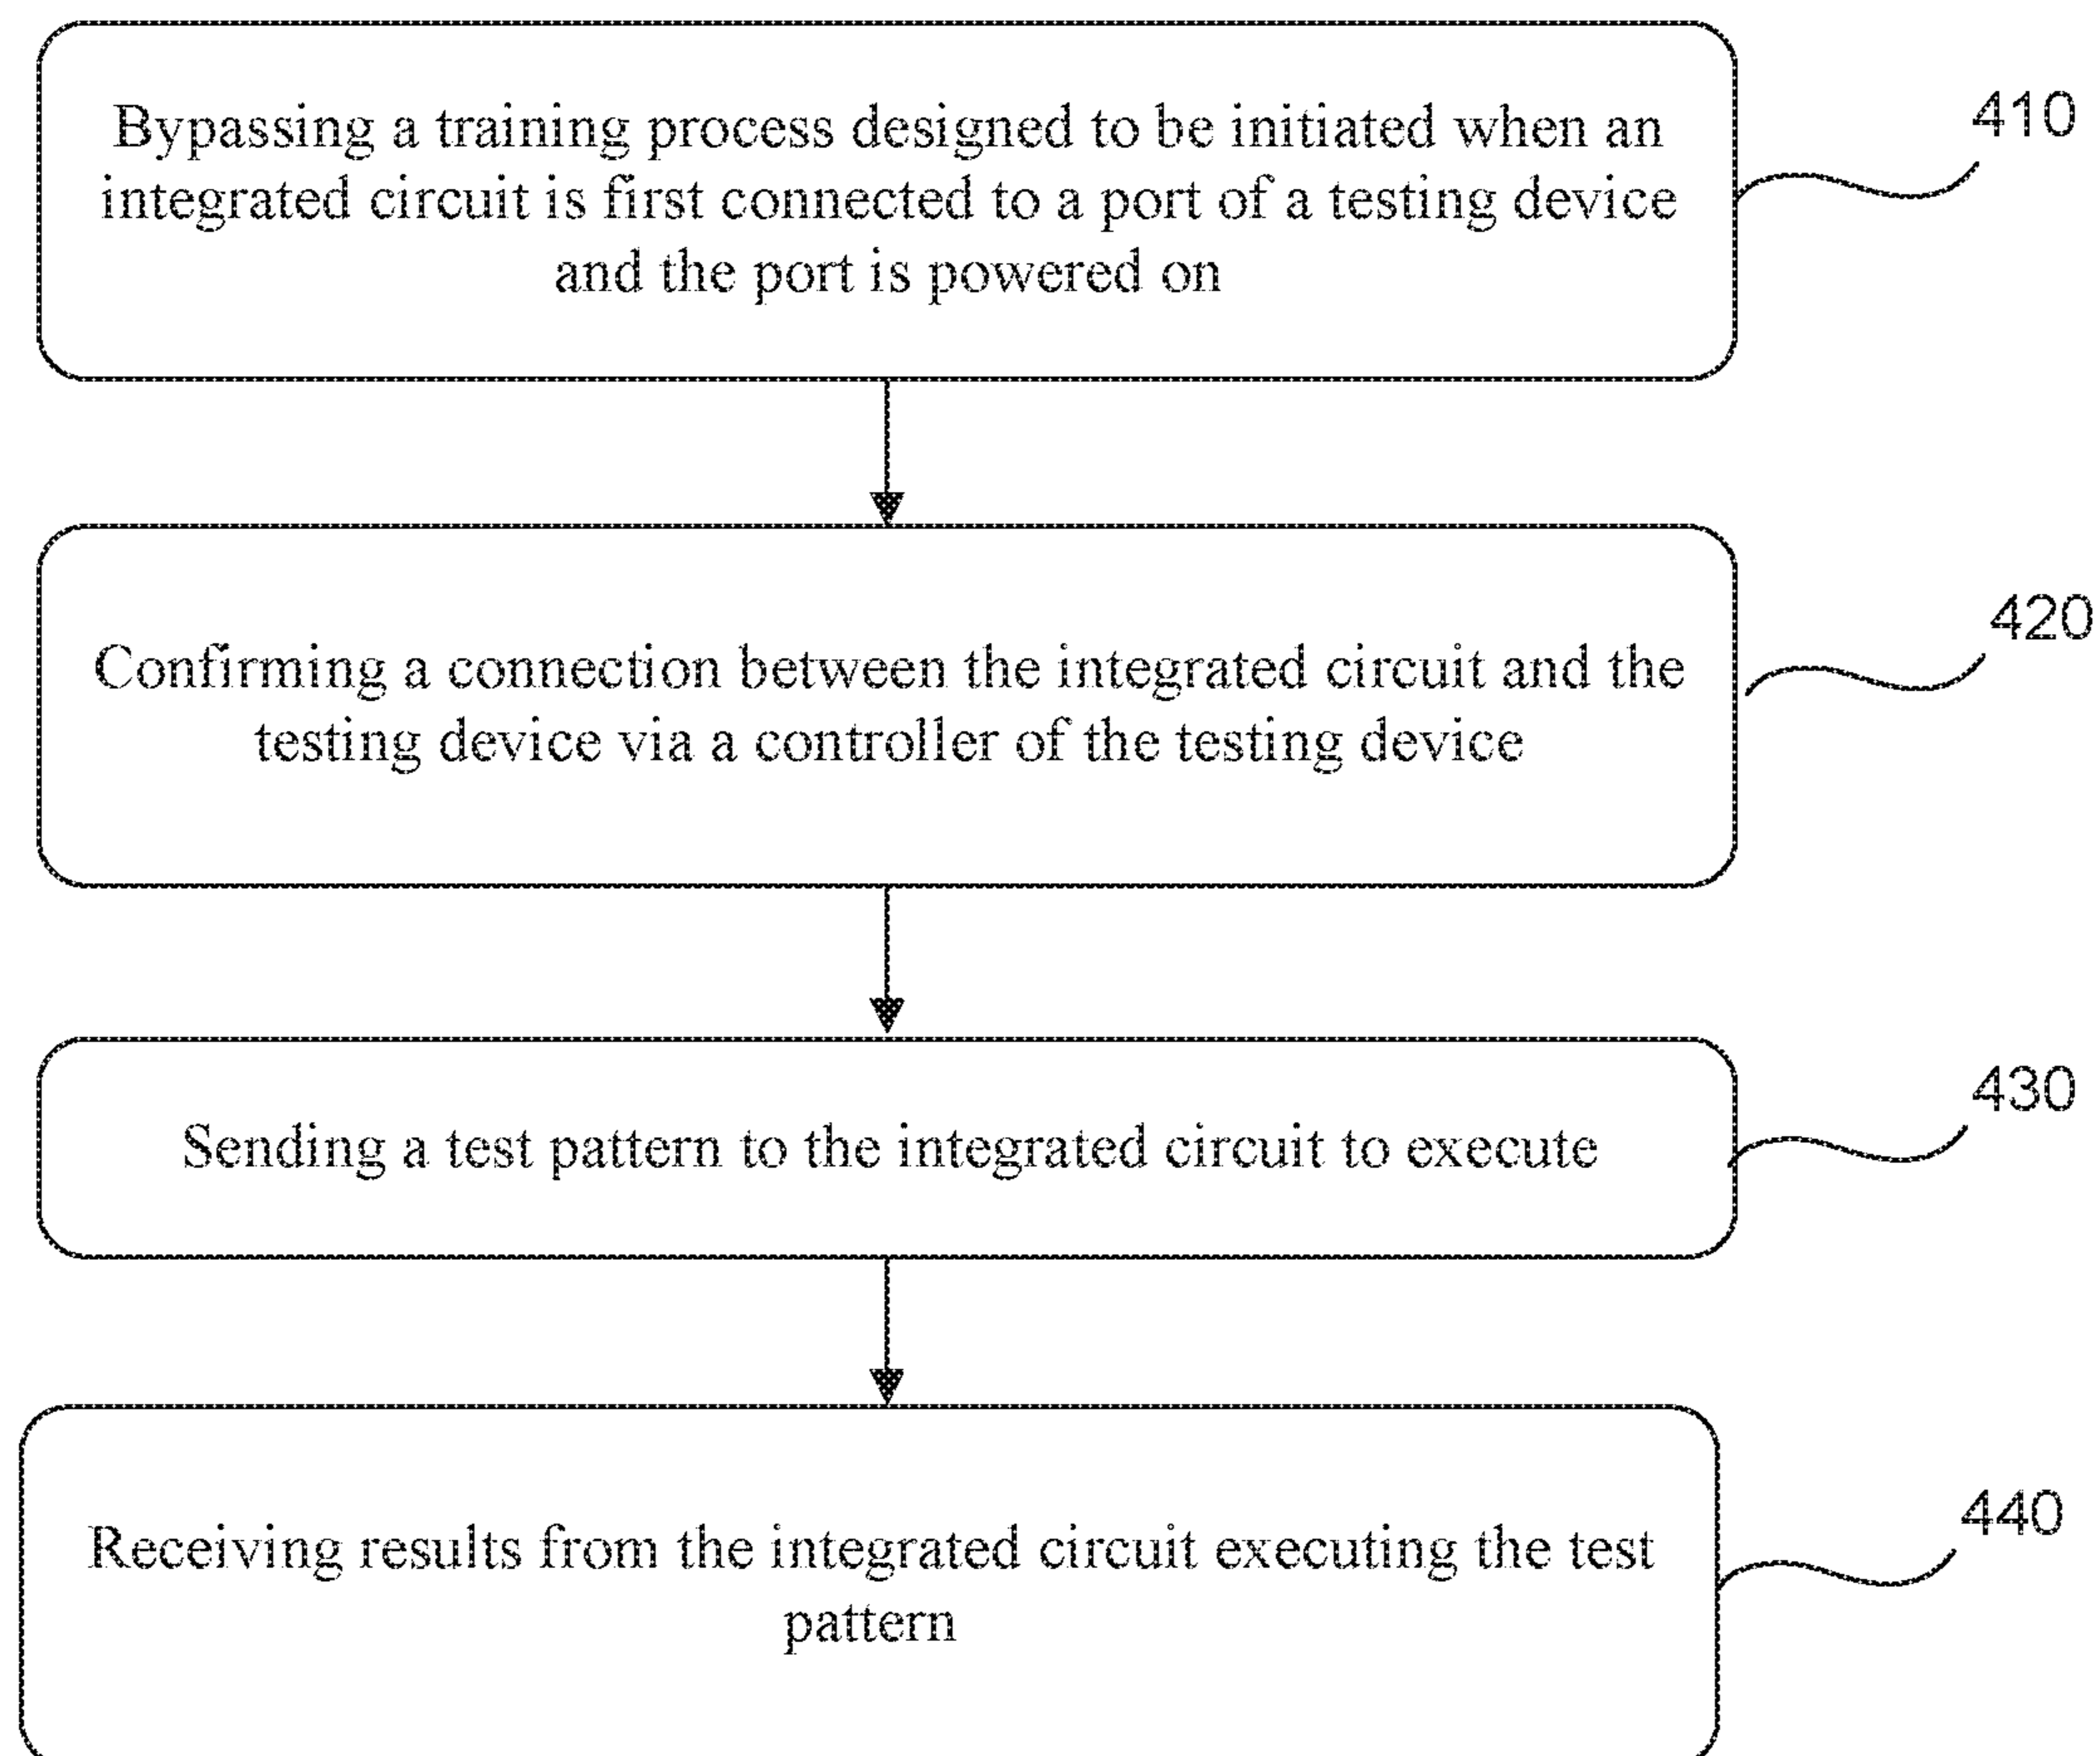 Bypassing a training process designed to be initiated when an
integrated circuit is first connected to a port of a testing device
and the port is powered on
410
Confirming a connection between the integrated circuit and the
testing device via a controller of the testing device
420
Sending a test pattern to the integrated circuit to execute
430
Receiving results from the integrated circuit executing the test
pattern
440